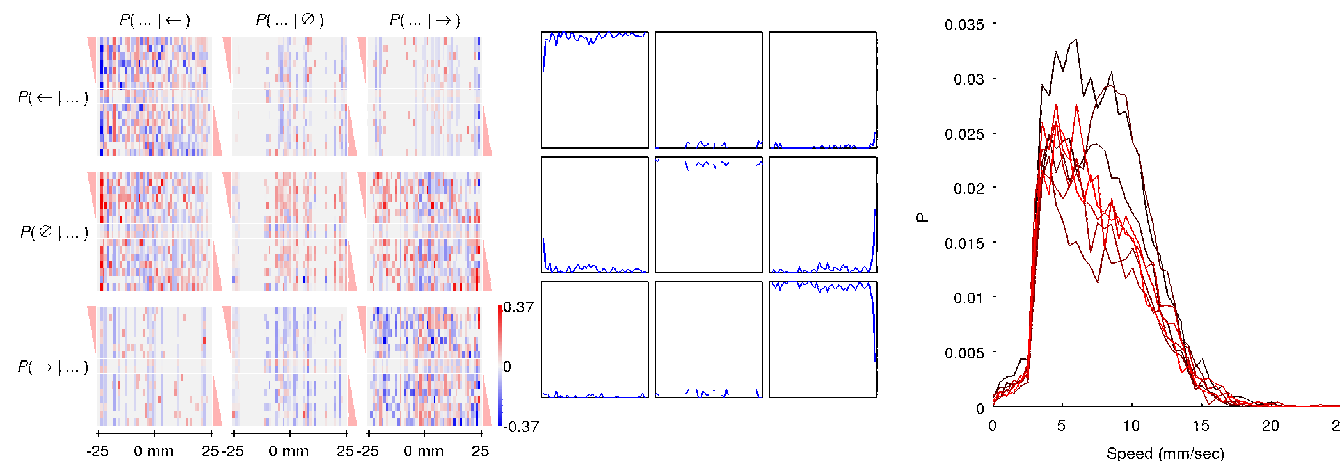 P( ... | ← )
P( ... | ∅ )
P( ... | → )
P( ← | ... )
P( ∅ | ... )
P( → | ... )
0.37
0
-0.37
-25 0 mm 25 -25 0 mm 25 -25 0 mm 25
0.035
0.03
0.025
0.02
0.015
0.01
0.005
0
P
0 5 10 15 20 25
Speed (mm/sec)